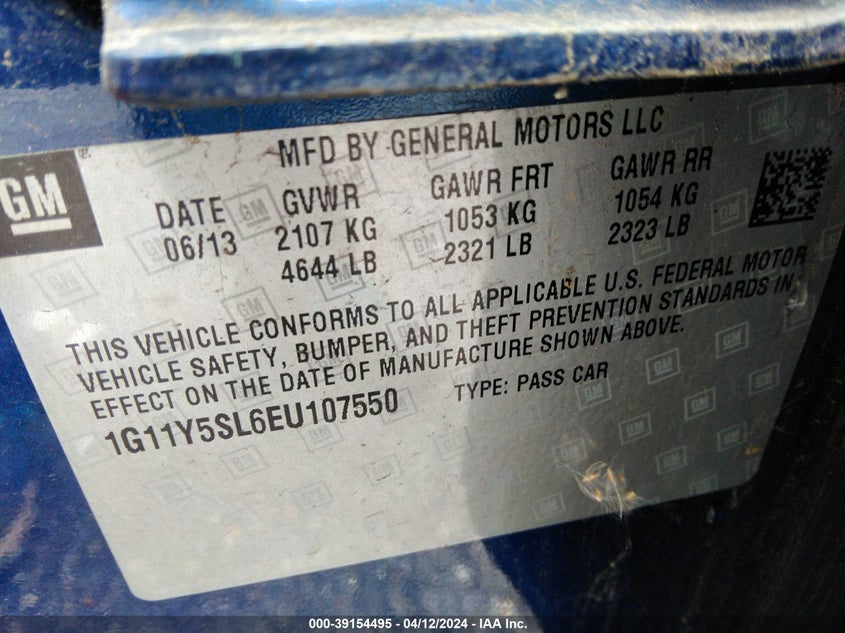 MFD BY GENERAL MOTORS LLC
GM
DATE GVWR GAWR FRT GAWR RR
06/13 2107 KG 1053 KG 1054 KG
4644 LB 2321 LB 2323 LB
THIS VEHICLE CONFORMS TO ALL APPLICABLE U.S. FEDERAL MOTOR
VEHICLE SAFETY, BUMPER, AND THEFT PREVENTION STANDARDS IN
EFFECT ON THE DATE OF MANUFACTURE SHOWN ABOVE.
1G11Y5SL6EU107550 TYPE: PASS CAR
000-39154495 - 04/12/2024 - IAA Inc.